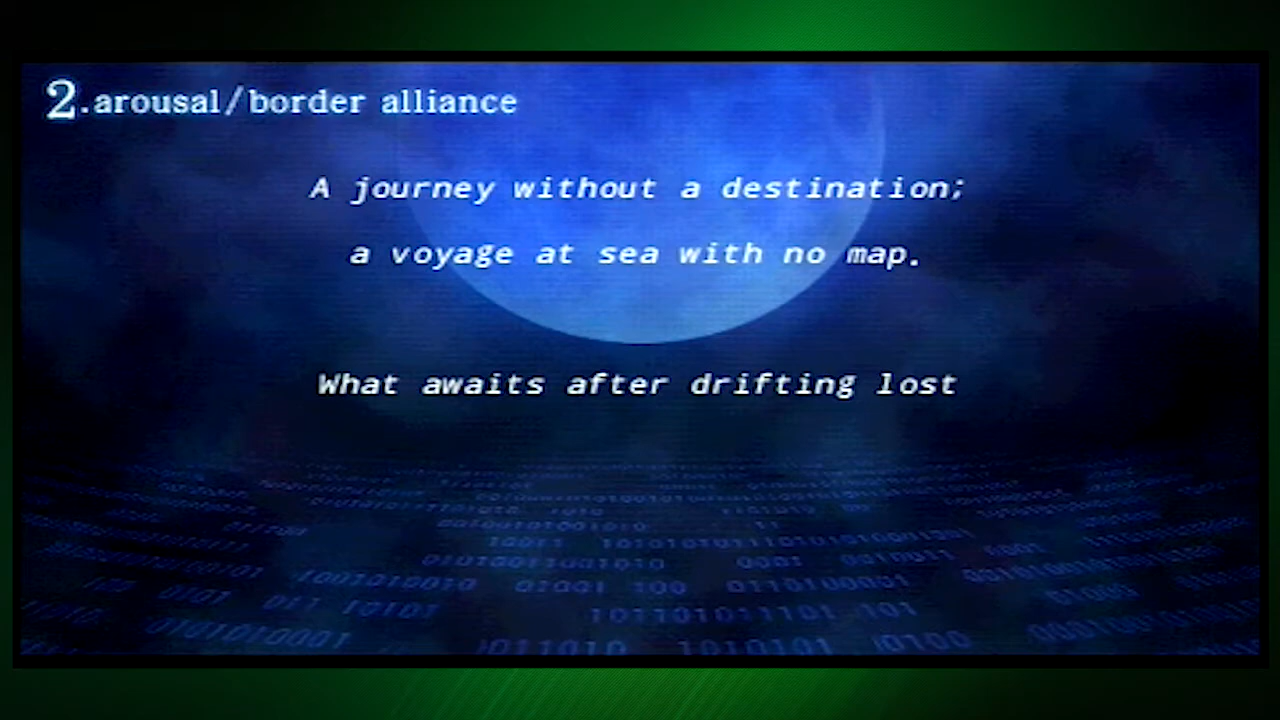 2.arousal/border alliance
A journey without a destination;
a voyage at sea with no map.
What awaits after drifting lost